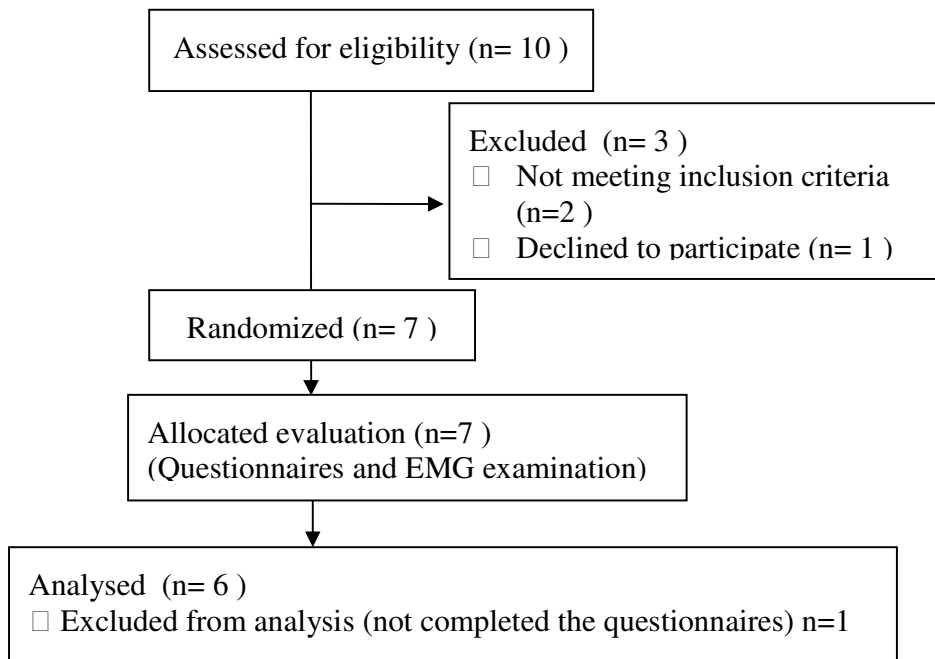 Assessed for eligibility (n= 10 )
Excluded  (n= 3 )
□ Not meeting inclusion criteria
(n=2 )
□ Declined to participate (n= 1 )
Randomized (n= 7 )
Allocated evaluation (n=7 )
(Questionnaires and EMG examination)
Analysed  (n= 6 )
□ Excluded from analysis (not completed the questionnaires) n=1